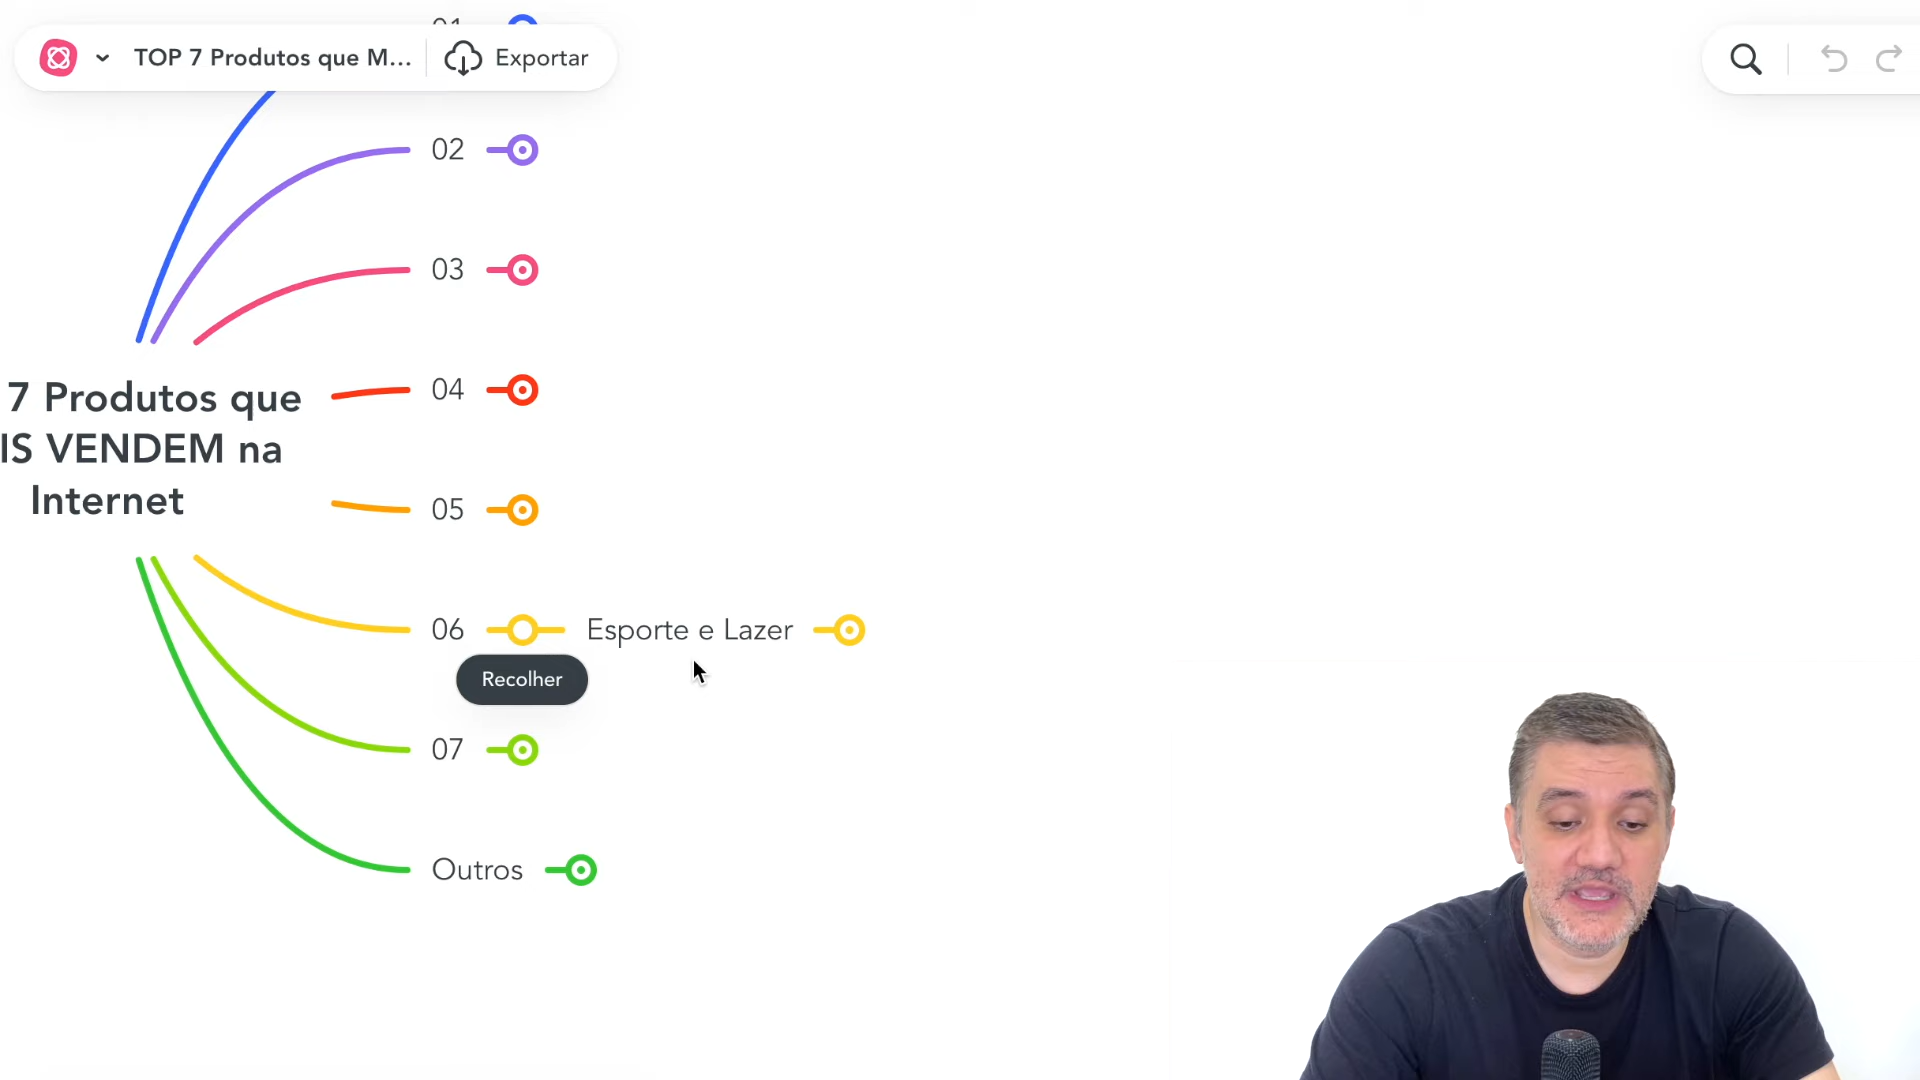 01
TOP 7 Produtos que M...
Exportar
02
03
7 Produtos que
IS VENDEM na
Internet
04
05
06
Esporte e Lazer
Recolher
07
Outros